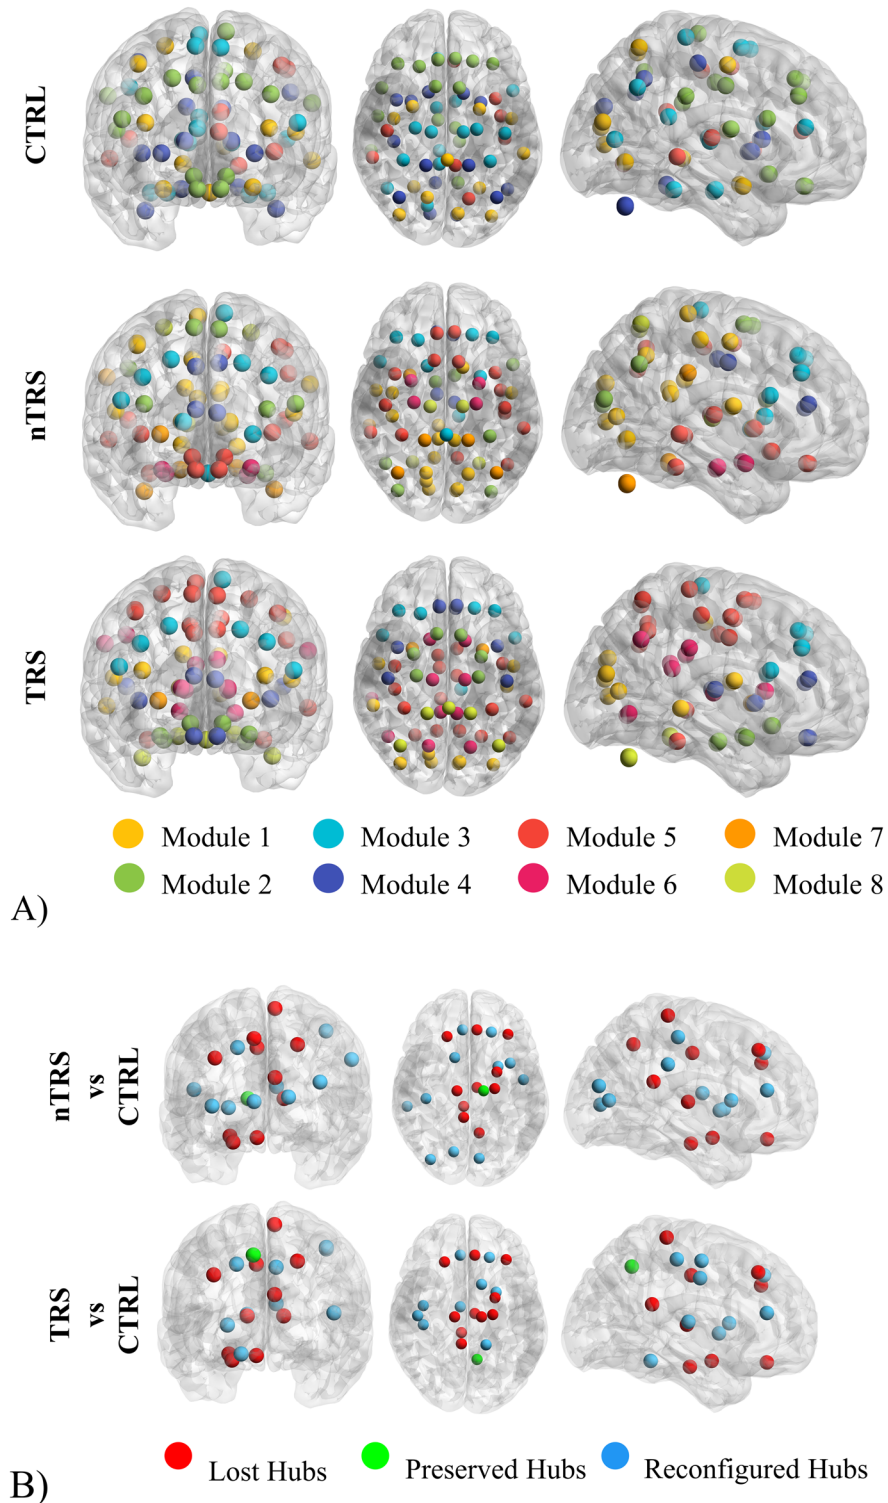 CTRL
nTRS
TRS
Module 1 Module 3 Module 5 Module 7
Module 2 Module 4 Module 6 Module 8
A)
nTRS
vs
CTRL
TRS
vs
CTRL
Lost Hubs Preserved Hubs Reconfigured Hubs
B)